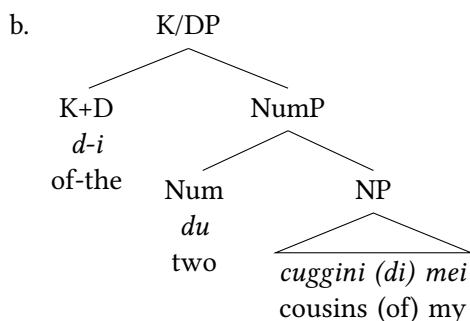 b. K/DP
K+D NumP
d-i
of-the
Num NP
du
two
cuggini (di) mei
cousins (of) my